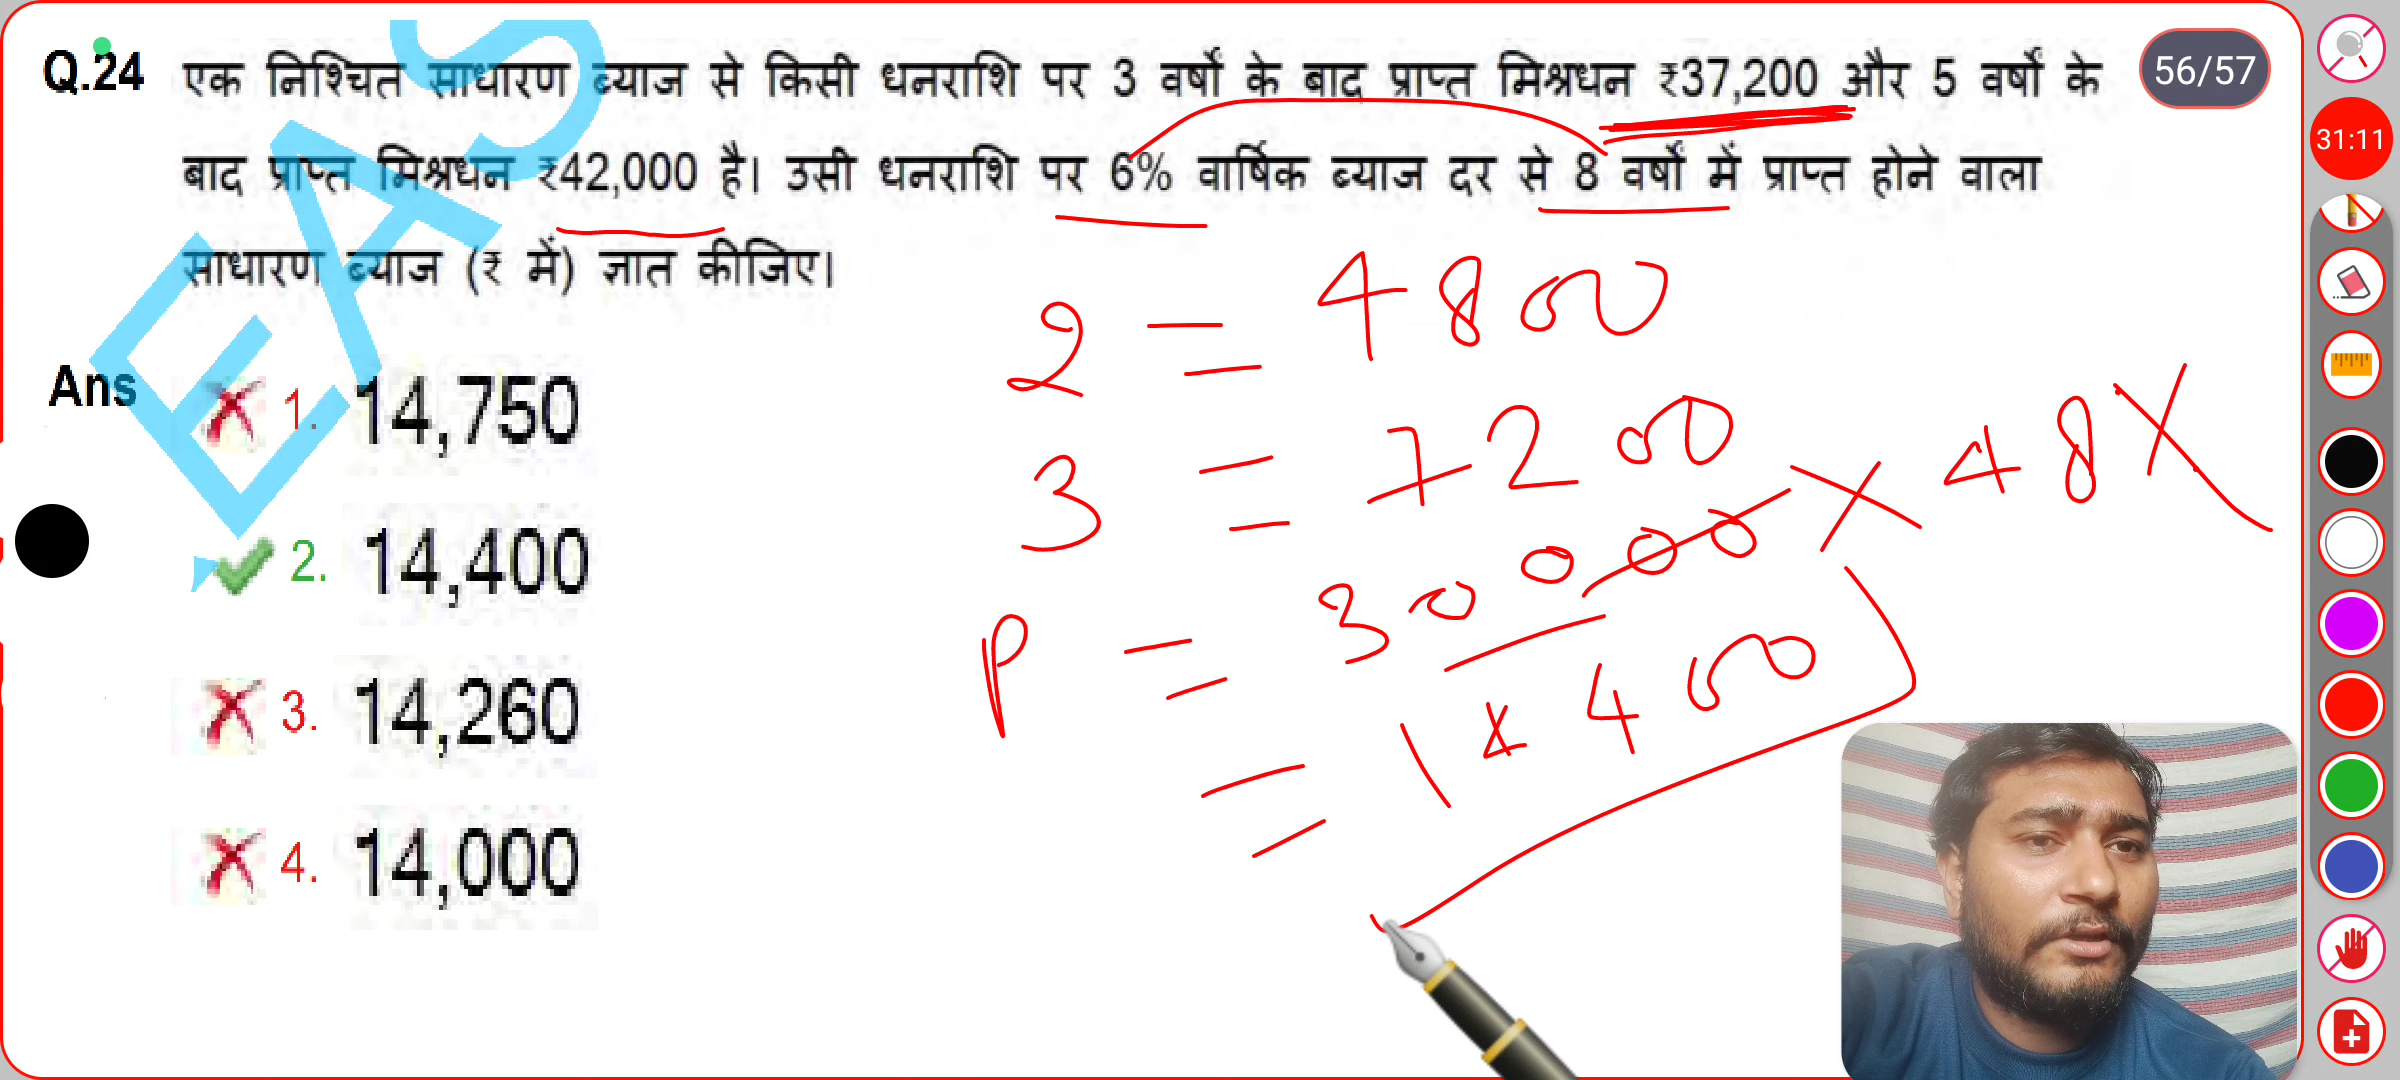 Q.24 एक निश्चित साधारण ब्याज से किसी धनराशि पर 3 वर्षों के बाद प्राप्त मिश्रधन ₹37,200 और 5 वर्षों के
56/57
31:11
बाद प्राप्त मिश्रधन ₹42,000 है। उसी धनराशि पर 6% वार्षिक ब्याज दर से 8 वर्षों में प्राप्त होने वाला
साधारण ब्याज (₹ में) ज्ञात कीजिए।
2 = 4800
Ans 1. 14,750
3 = 7200
2. 14,400
P = 30000 × 48%
3. 14,260
= 14400
4. 14,000
EAS